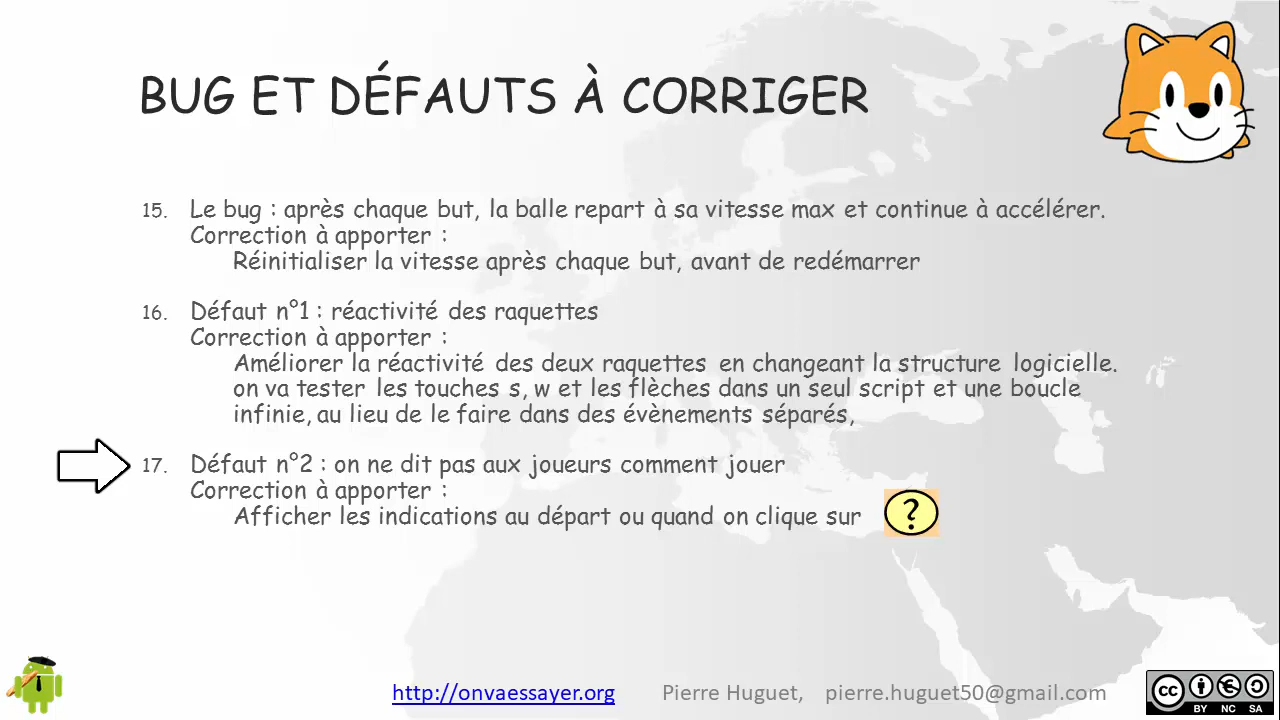 BUG ET DÉFAUTS À CORRIGER
15. Le bug : après chaque but, la balle repart à sa vitesse max et continue à accélérer.
Correction à apporter :
Réinitialiser la vitesse après chaque but, avant de redémarrer
16. Défaut n°1 : réactivité des raquettes
Correction à apporter :
Améliorer la réactivité des deux raquettes en changeant la structure logicielle.
on va tester les touches s, w et les flèches dans un seul script et une boucle
infinie, au lieu de le faire dans des évènements séparés,
17. Défaut n°2 : on ne dit pas aux joueurs comment jouer
Correction à apporter :
Afficher les indications au départ ou quand on clique sur ?
http://onvaessayer.org Pierre Huguet, pierre.huguet50@gmail.com
cc
BY NC SA